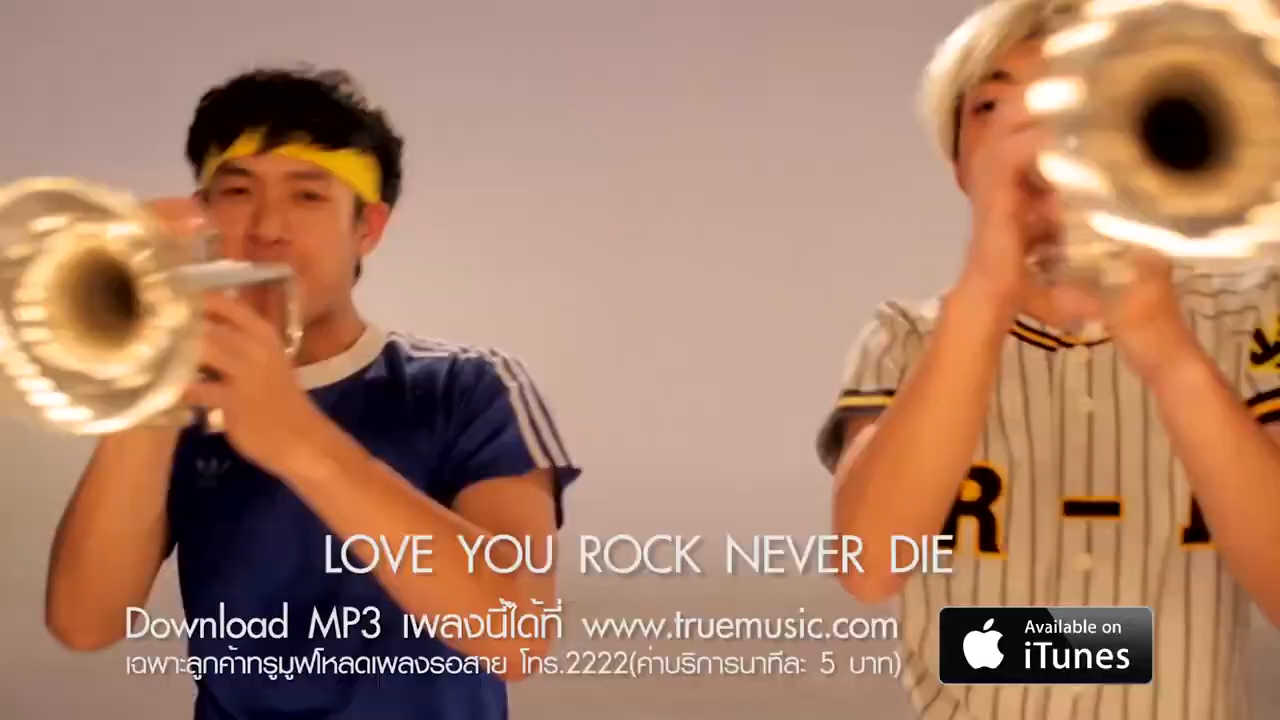 R -
LOVE YOU ROCK NEVER DIE
Download MP3 เพลงนี้ได้ที่ www.truemusic.com
เฉพาะลูกค้าทรูมูฟโหลดเพลงรอสาย โทร.2222(ค่าบริการนาทีละ 5 บาท)
Available on
iTunes